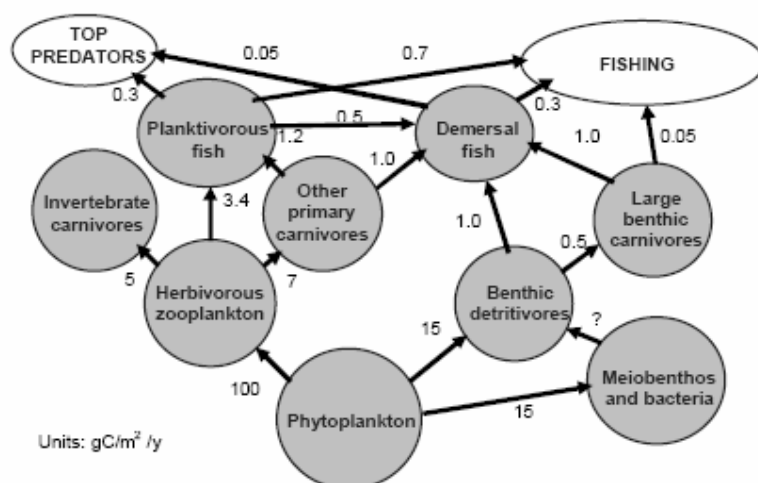 TOP
PREDATORS
0.05
0.7
FISHING
0.3
Planktivorous
fish
0.5
1.2
Demersal
fish
0.3
1.0
0.05
Invertebrate
carnivores
3.4
Other
primary
carnivores
1.0
Large
benthic
carnivores
1.0
0.5
5
Herbivorous
zooplankton
7
Benthic
detritivores
?
15
Meiobenthos
and bacteria
100
Phytoplankton
15
Units: gC/m² /y